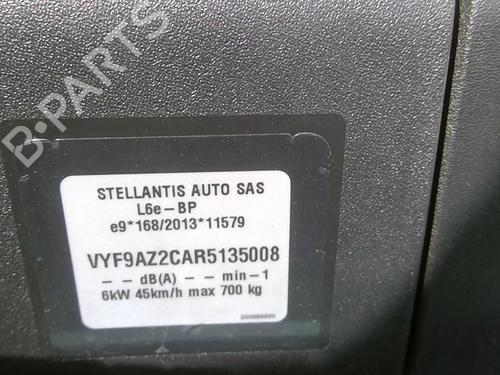 B-PARTS
STELLANTIS AUTO SAS
L6e-BP
e9*168/2013*11579
VYF9AZ2CAR5135008
-- dB(A) -- min-1
6kW 45km/h max 700 kg